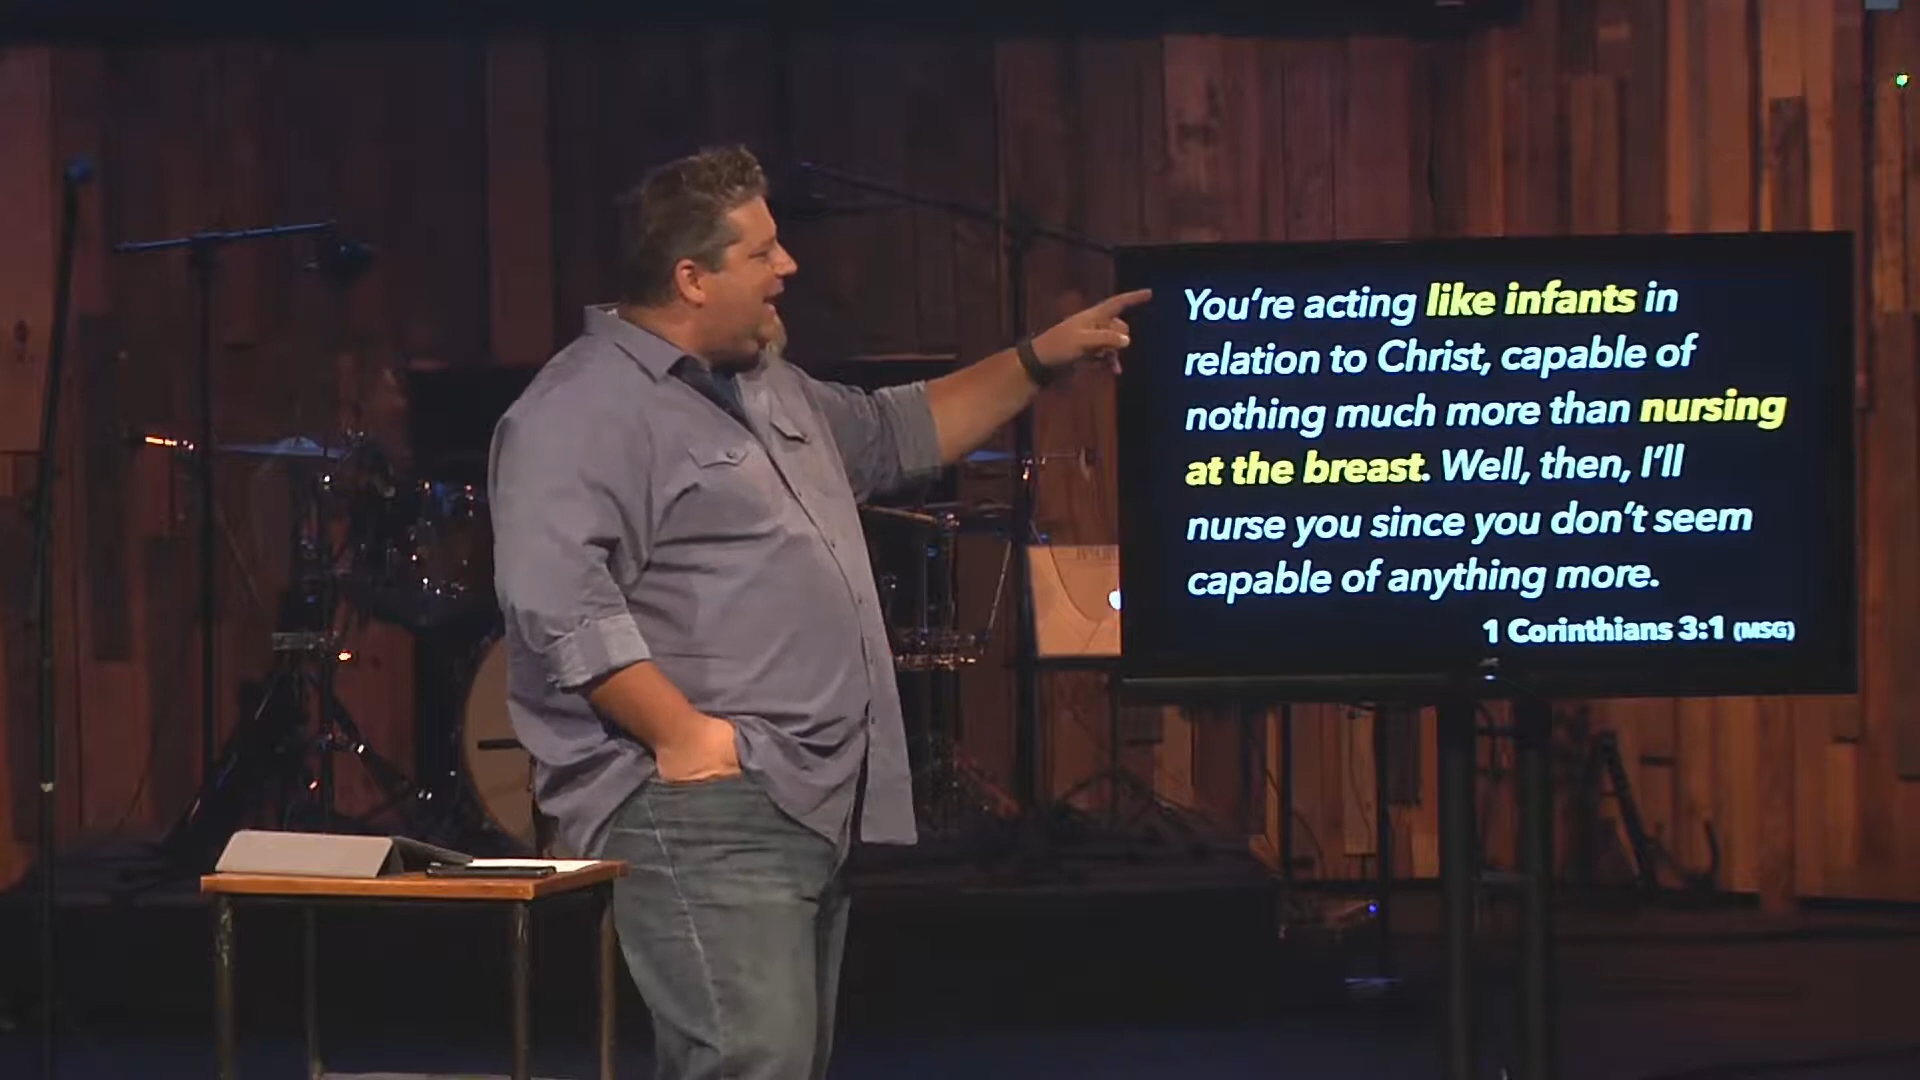 You're acting like infants in
relation to Christ, capable of
nothing much more than nursing
at the breast. Well, then, I'll
nurse you since you don't seem
capable of anything more.
1 Corinthians 3:1 (MSG)